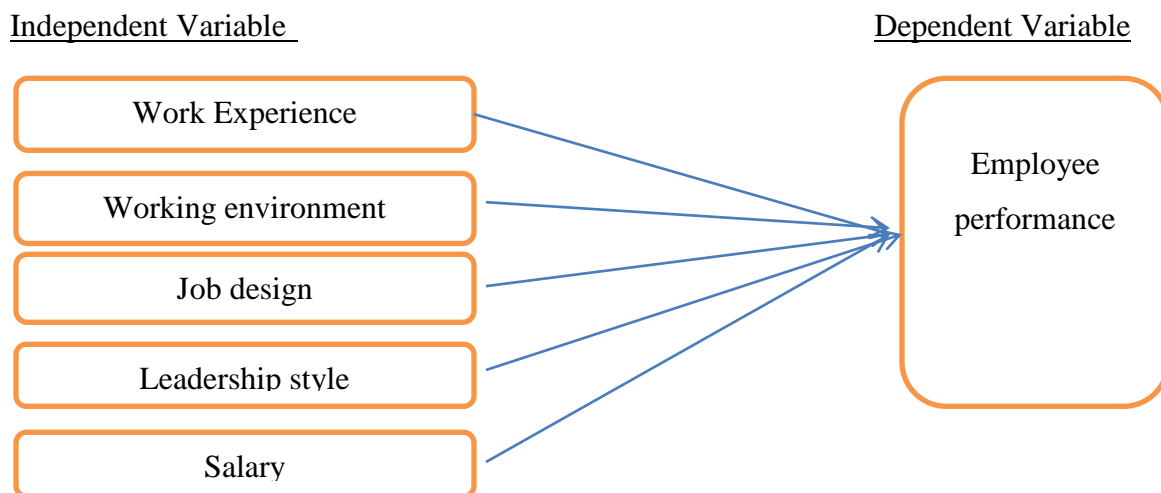 Independent Variable
Dependent Variable
Work Experience
Working environment
Job design
Leadership style
Salary
Employee
performance